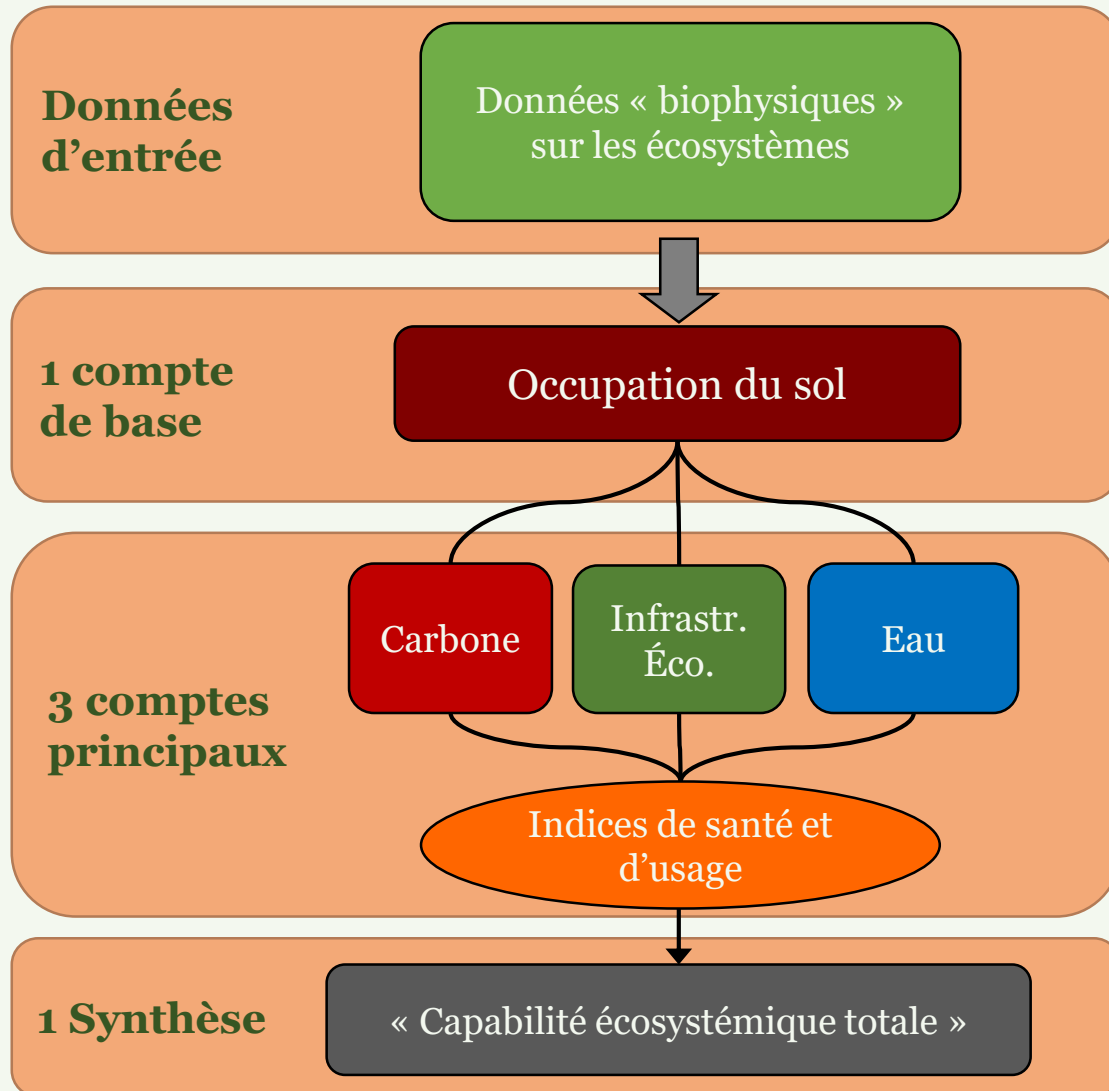 Données
d’entrée
Données « biophysiques »
sur les écosystèmes
1 compte
de base
Occupation du sol
3 comptes
principaux
Carbone
Infrastr.
Éco.
Eau
Indices de santé et
d’usage
1 Synthèse
« Capabilité écosystémique totale »